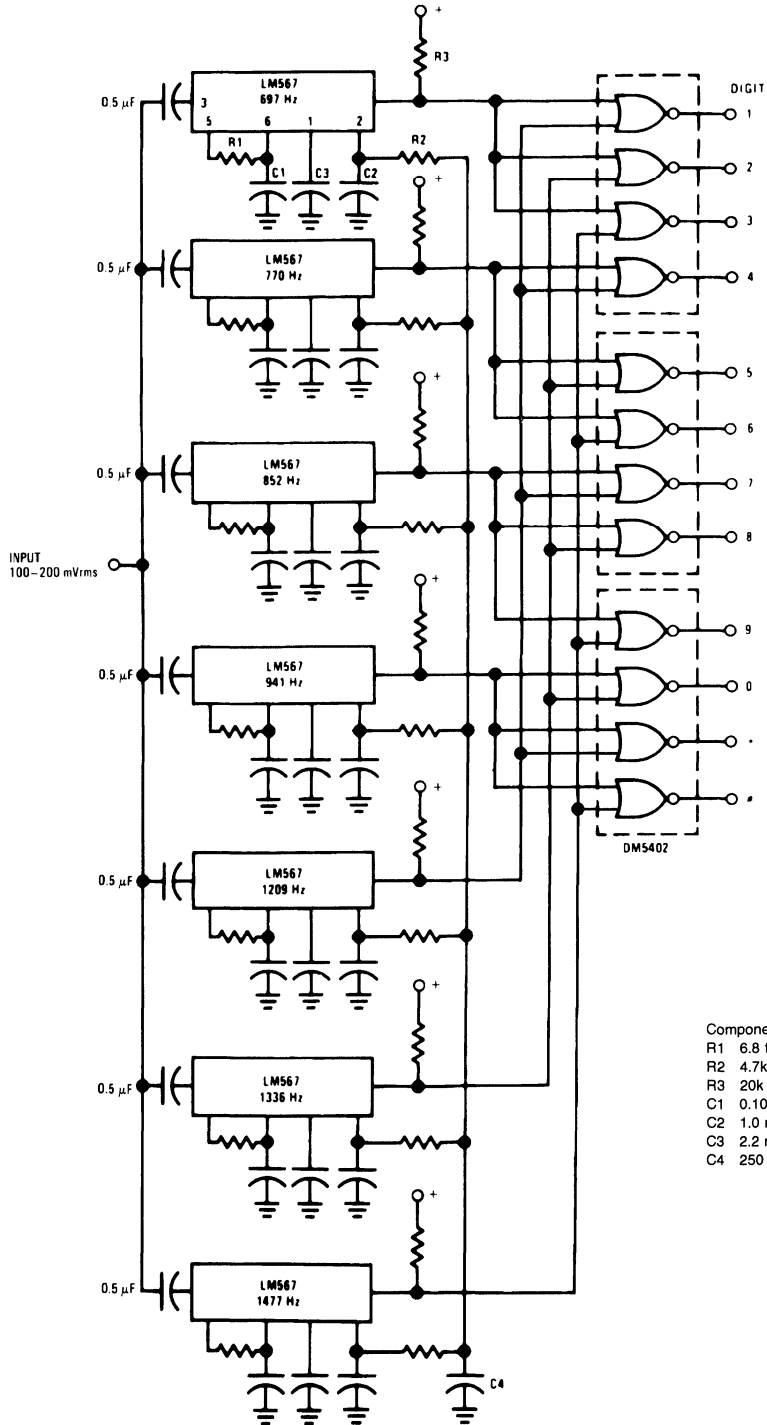 +
R3
LM567
697 Hz
DIGIT
0.5 μF
3
1
5
6
1
2
R1
R2
2
C1
C3
C2
+
3
0.5 μF
LM567
770 Hz
4
+
5
6
0.5 μF
LM567
852 Hz
7
8
INPUT
100–200 mVrms
+
9
0.5 μF
LM567
941 Hz
0
*
+
#
DM5402
0.5 μF
LM567
1209 Hz
+
0.5 μF
LM567
1336 Hz
Compone
R1 6.8 t
R2 4.7k
R3 20k
C1 0.10
C2 1.0 r
C3 2.2 r
C4 250
+
0.5 μF
LM567
1477 Hz
C4